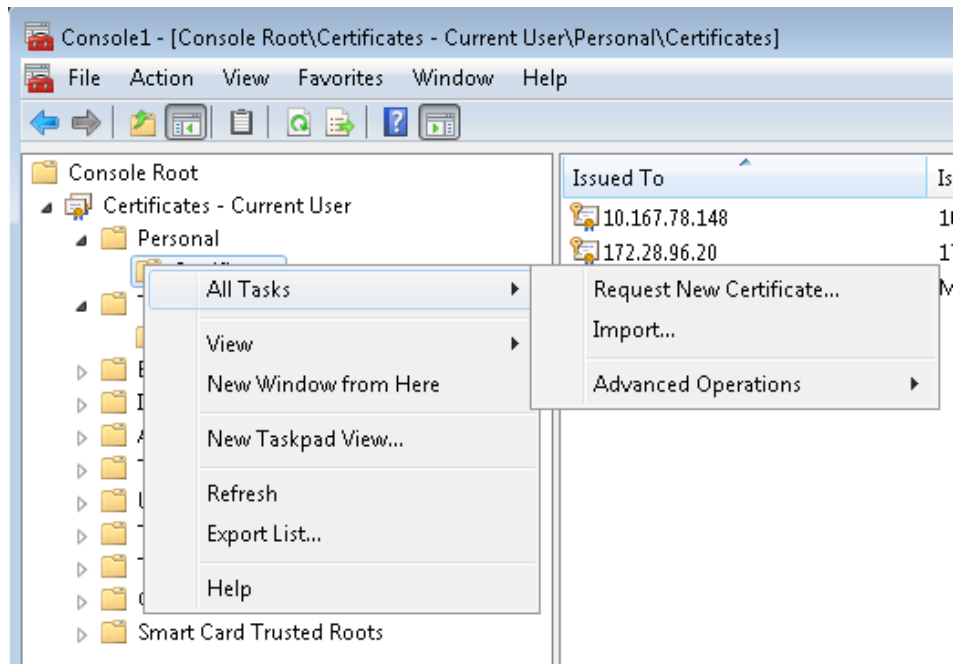 Console1 - [Console Root\Certificates - Current User\Personal\Certificates]
File Action View Favorites Window Help
Console Root
Issued To
Certificates - Current User
Personal
10.167.78.148
172.28.96.20
All Tasks
Request New Certificate...
Import...
View
New Window from Here
Advanced Operations
New Taskpad View...
Refresh
Export List...
Help
Smart Card Trusted Roots